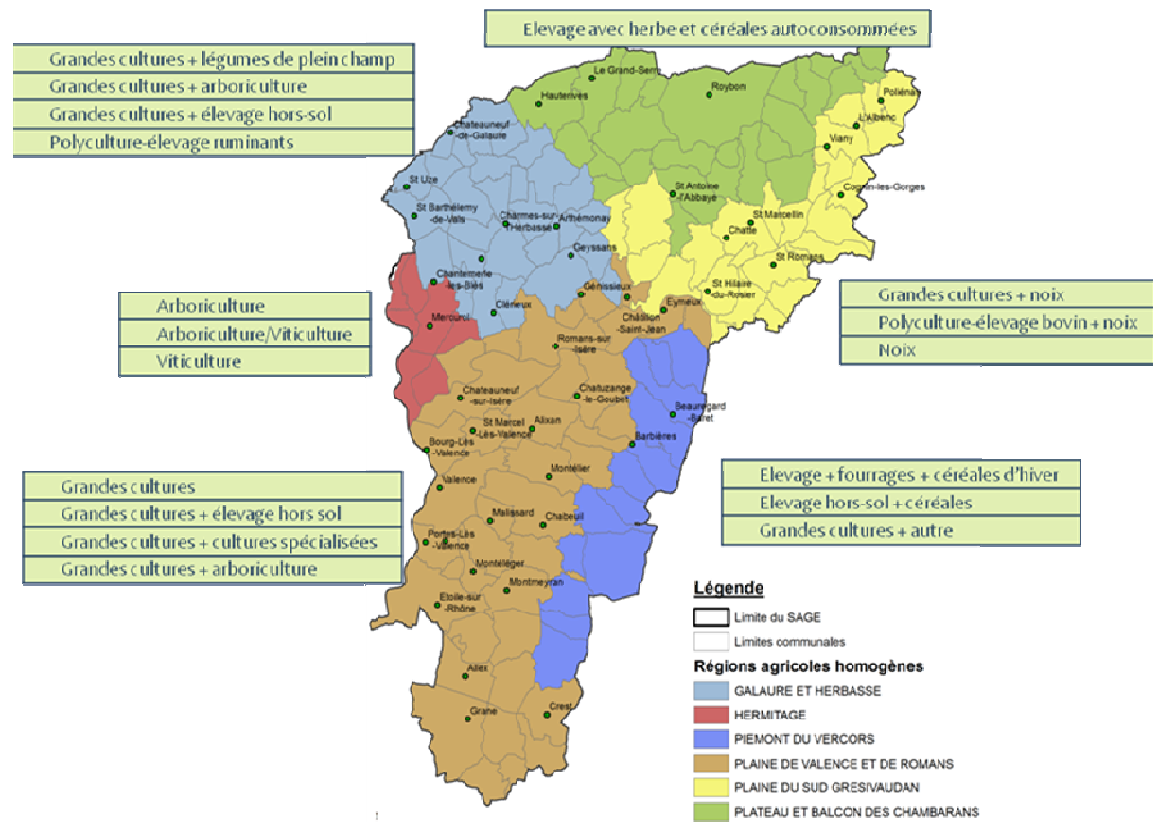 Elevage avec herbe et céréales autoconsommées
Grandes cultures + légumes de plein champ
Grandes cultures + arboriculture
Grandes cultures + élevage hors-sol
Polyculture-élevage ruminants
Le Grand-Serre
Hauterives
Roybon
Poliénas
L'Albenc
Vinay
Chateauneuf
-de-Galaure
St Uze
St Barthélemy
-de-Vals
Charmes-sur
-l'Herbasse
Arthémonay
St Antoine
-l'Abbaye
Cognin-les-Gorges
St Marcellin
Chatte
Geyssans
St Romans
Chantemerle
-les-Blés
Génissieux
St Hilaire
-du-Rosier
Clérieux
Eymeux
Châtillon
-Saint-Jean
Mercurol
Arboriculture
Arboriculture/Viticulture
Viticulture
Grandes cultures + noix
Polyculture-élevage bovin + noix
Noix
Romans-sur
-Isère
Chateauneuf
-sur-Isère
Chatuzange
-le-Goubet
Beauregard
-Baret
St Marcel
-Lès-Valence
Alixan
Barbières
Bourg-Lès
-Valence
Montélier
Valence
Malissard
Chabeuil
Portes-Lès
-Valence
Montéléger
Montmeyran
Etoile-sur
-Rhône
Allex
Grane
Crest
Grandes cultures
Grandes cultures + élevage hors sol
Grandes cultures + cultures spécialisées
Grandes cultures + arboriculture
Elevage + fourrages + céréales d'hiver
Elevage hors-sol + céréales
Grandes cultures + autre
Légende
Limite du SAGE
Limites communales
Régions agricoles homogènes
GALAURE ET HERBASSE
HERMITAGE
PIEMONT DU VERCORS
PLAINE DE VALENCE ET DE ROMANS
PLAINE DU SUD GRESIVAUDAN
PLATEAU ET BALCON DES CHAMBARANS